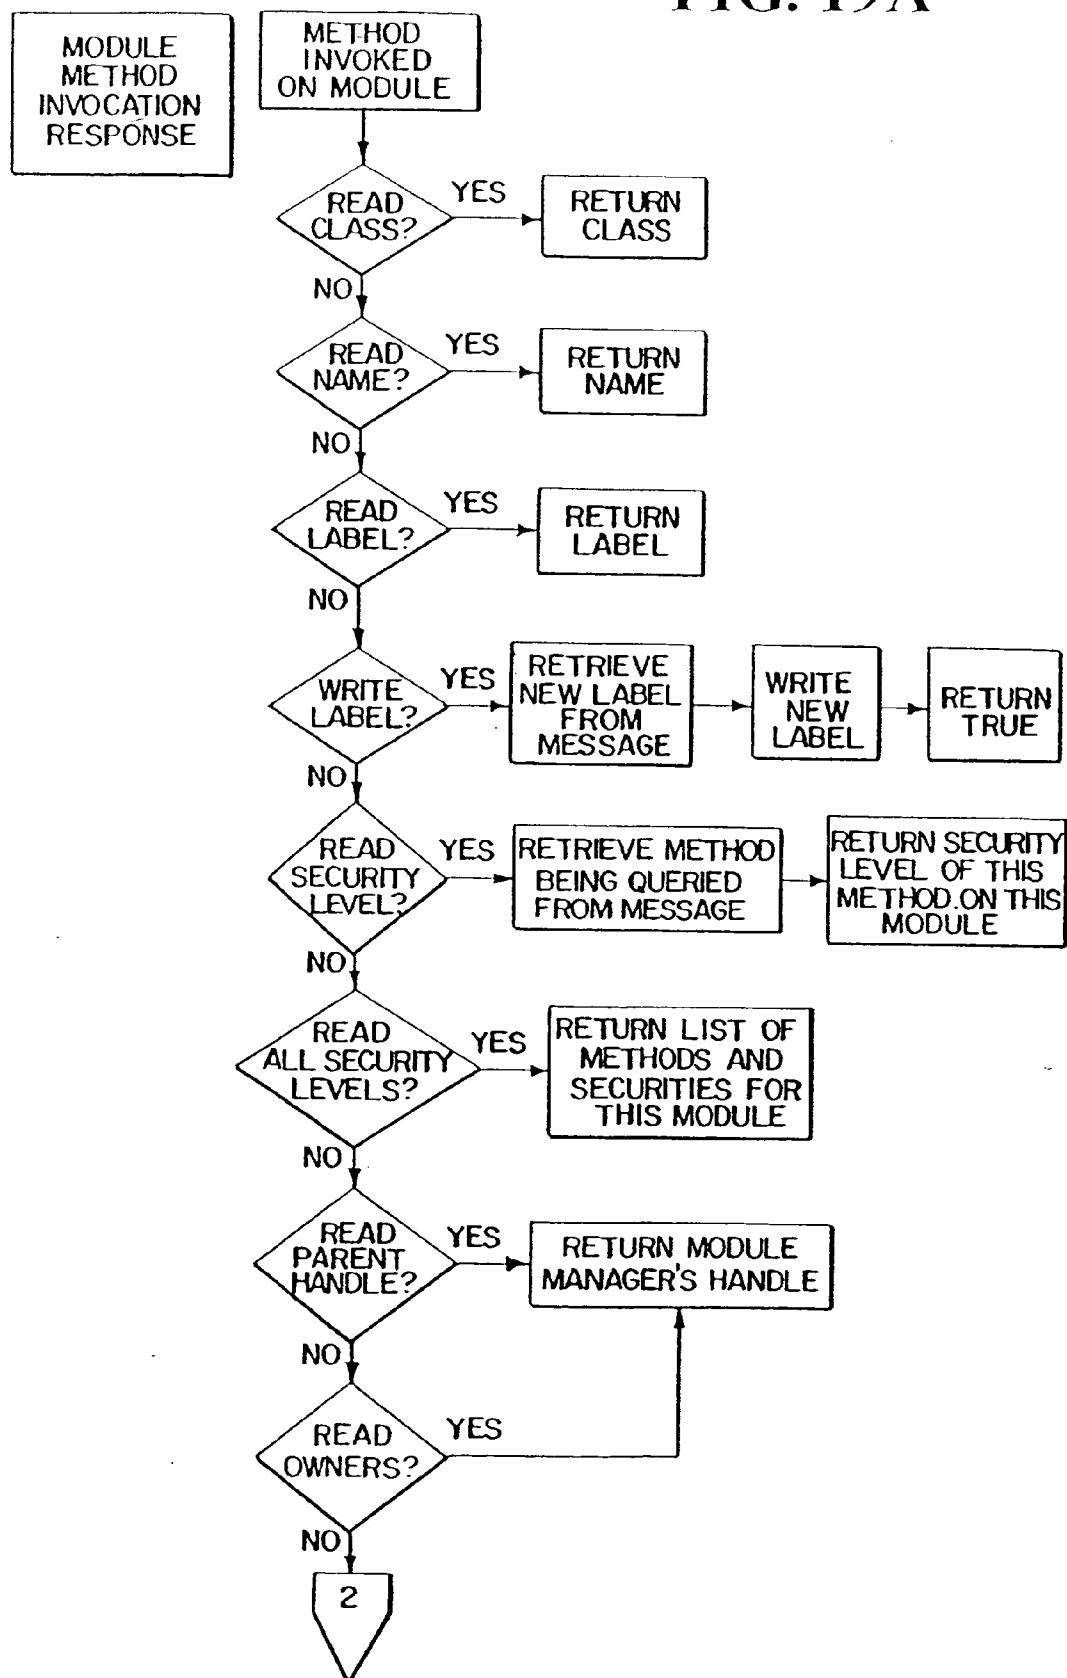 FIG. 19A
MODULE
METHOD
INVOCATION
RESPONSE
METHOD
INVOKED
ON MODULE
READ
CLASS?
YES
RETURN
CLASS
NO
READ
NAME?
YES
RETURN
NAME
NO
READ
LABEL?
YES
RETURN
LABEL
NO
WRITE
LABEL?
YES
RETRIEVE
NEW LABEL
FROM
MESSAGE
WRITE
NEW
LABEL
RETURN
TRUE
NO
READ
SECURITY
LEVEL?
YES
RETRIEVE METHOD
BEING QUERIED
FROM MESSAGE
RETURN SECURITY
LEVEL OF THIS
METHOD.ON THIS
MODULE
NO
READ
ALL SECURITY
LEVELS?
YES
RETURN LIST OF
METHODS AND
SECURITIES FOR
THIS MODULE
NO
READ
PARENT
HANDLE?
YES
RETURN MODULE
MANAGER'S HANDLE
NO
READ
OWNERS?
YES
NO
2